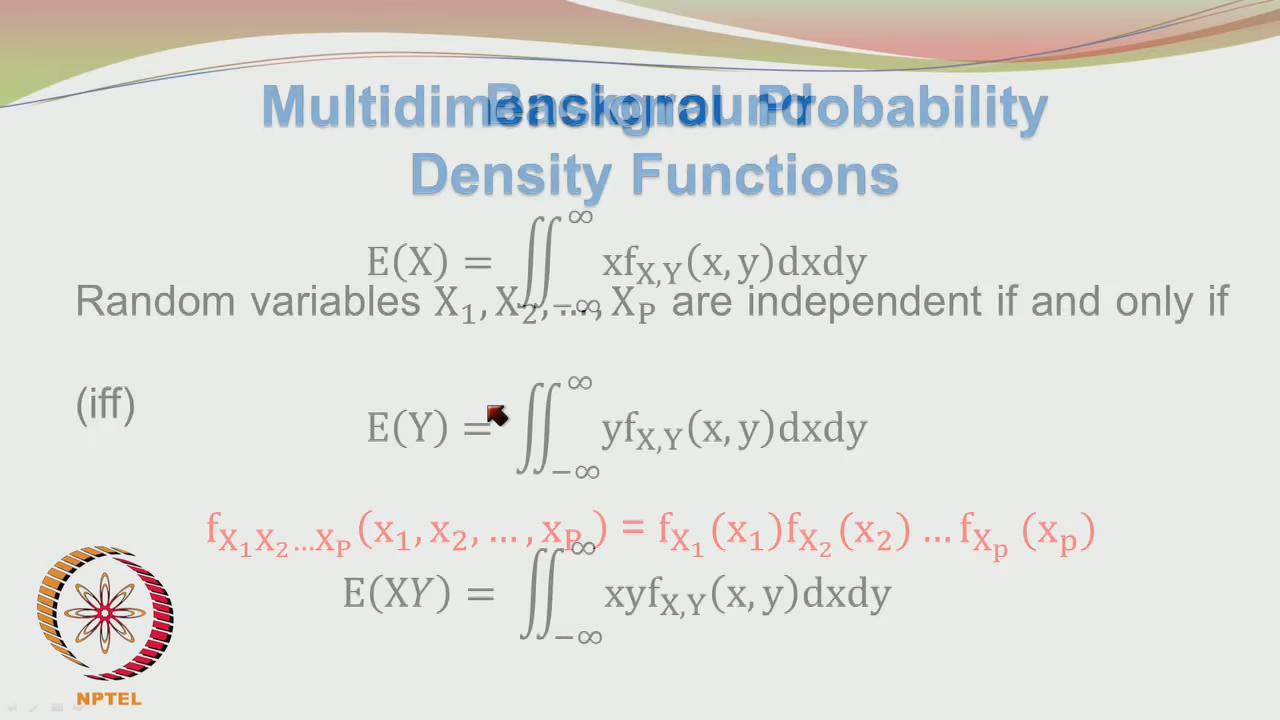 Background
Multidimensional Probability
Density Functions
E(X) = ∬_{-∞}^{∞} xf_{X,Y}(x, y)dxdy
Random variables X₁, X₂, …, X_P are independent if and only if
(iff)
E(Y) = ∬_{-∞}^{∞} yf_{X,Y}(x, y)dxdy
f_{X₁X₂…X_P}(x₁, x₂, …, x_P) = f_{X₁}(x₁)f_{X₂}(x₂) … f_{X_p} (x_p)
E(XY) = ∬_{-∞}^{∞} xyf_{X,Y}(x, y)dxdy
NPTEL